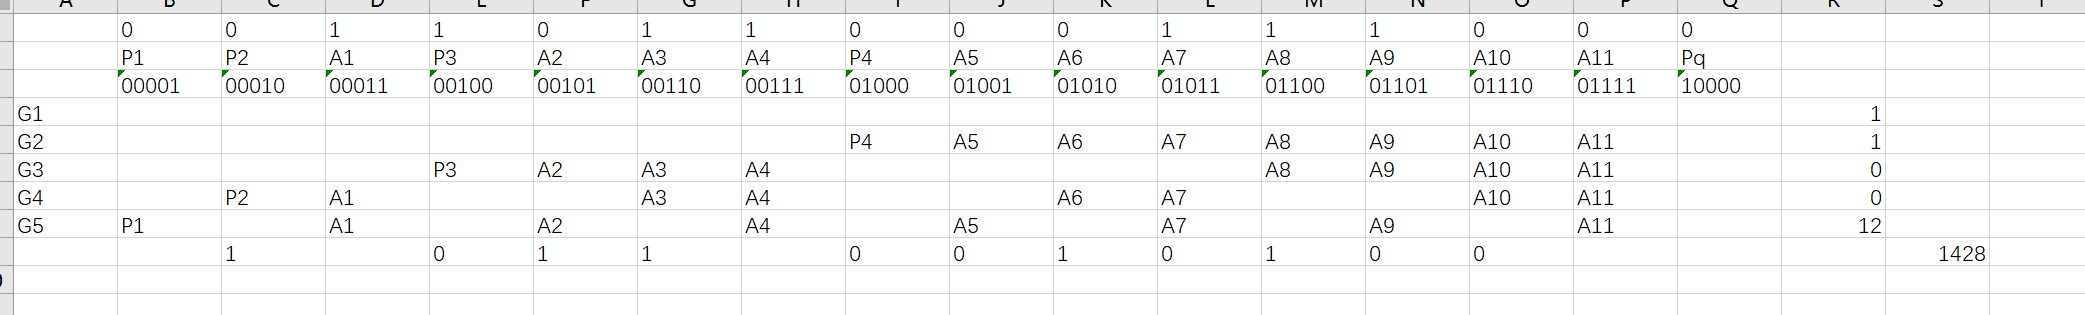 0 0 1 1 0 1 1 0 0 0 1 1 1 0 0 0
P1 P2 A1 P3 A2 A3 A4 P4 A5 A6 A7 A8 A9 A10 A11 Pq
00001 00010 00011 00100 00101 00110 00111 01000 01001 01010 01011 01100 01101 01110 01111 10000
G1 1
G2 P4 A5 A6 A7 A8 A9 A10 A11 1
G3 P3 A2 A3 A4 A8 A9 A10 A11 0
G4 P2 A1 A3 A4 A6 A7 A10 A11 0
G5 P1 A1 A2 A4 A5 A7 A9 A11 12
1 0 1 1 0 0 1 0 1 0 0 1428